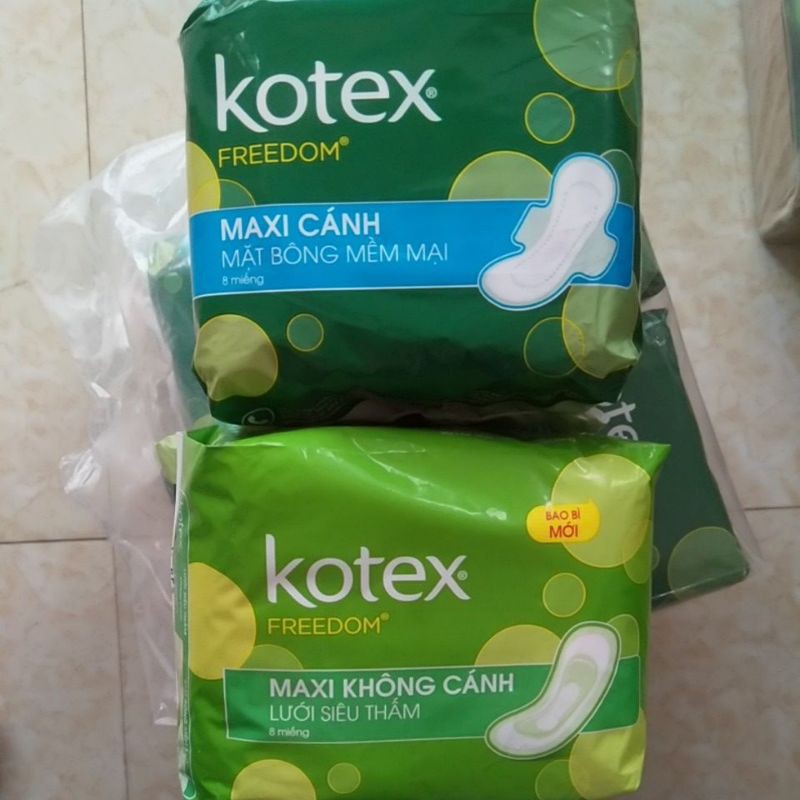 kotex®
FREEDOM®
MAXI CÁNH
MẶT BÔNG MỀM MẠI
8 miếng
BAO BÌ
MỚI
kotex®
FREEDOM®
MAXI KHÔNG CÁNH
LƯỚI SIÊU THẤM
8 miếng